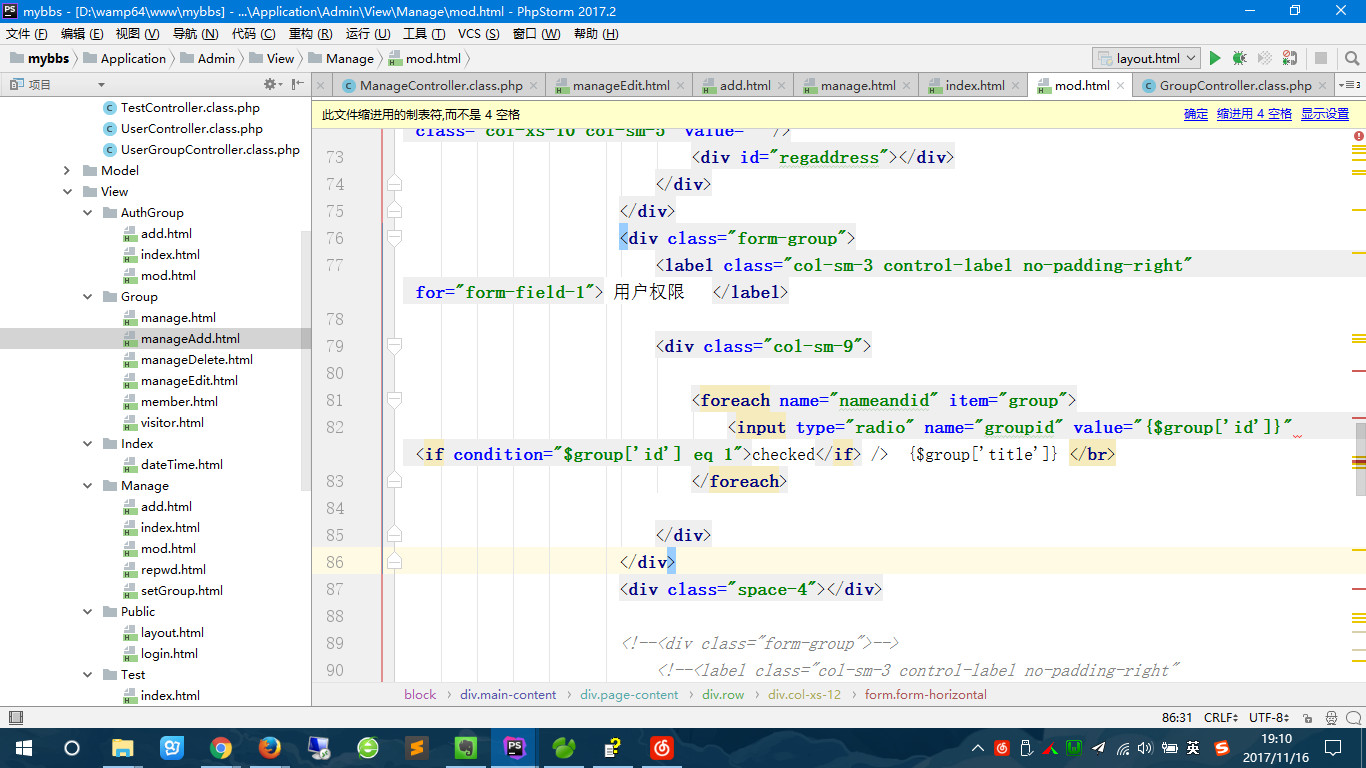 mybbs - [D:\wamp64\www\mybbs] - ...\Application\Admin\View\Manage\mod.html - PhpStorm 2017.2
文件 (F) 编辑 (E) 视图 (V) 导航 (N) 代码 (C) 重构 (R) 运行 (U) 工具 (T) VCS (S) 窗口 (W) 帮助 (H)
mybbs Application Admin View Manage mod.html layout.html
项目 ManageController.class.php manageEdit.html add.html manage.html index.html mod.html GroupController.class.php
此文件缩进用的制表符,而不是 4 空格 确定 缩进用 4 空格 显示设置
TestController.class.php
UserController.class.php
UserGroupController.class.php
Model
View
AuthGroup
add.html
index.html
mod.html
Group
manage.html
manageAdd.html
manageDelete.html
manageEdit.html
member.html
visitor.html
Index
dateTime.html
Manage
add.html
index.html
mod.html
repwd.html
setGroup.html
Public
layout.html
login.html
Test
index.html
class="col-xs-10 col-sm-5" value="" />
73 <div id="regaddress"></div>
74 </div>
75 </div>
76 <div class="form-group">
77 <label class="col-sm-3 control-label no-padding-right"
for="form-field-1"> 用户权限 </label>
78
79 <div class="col-sm-9">
80
81 <foreach name="nameandid" item="group">
82 <input type="radio" name="groupid" value="{$group['id']}"
<if condition="$group['id'] eq 1">checked</if> /> {$group['title']} </br>
83 </foreach>
84
85 </div>
86 </div>
87 <div class="space-4"></div>
88
89 <!--<div class="form-group">-->
90 <!--<label class="col-sm-3 control-label no-padding-right"
block div.main-content div.page-content div.row div.col-xs-12 form.form-horizontal
86:31 CRLF UTF-8
英 19:10
2017/11/16